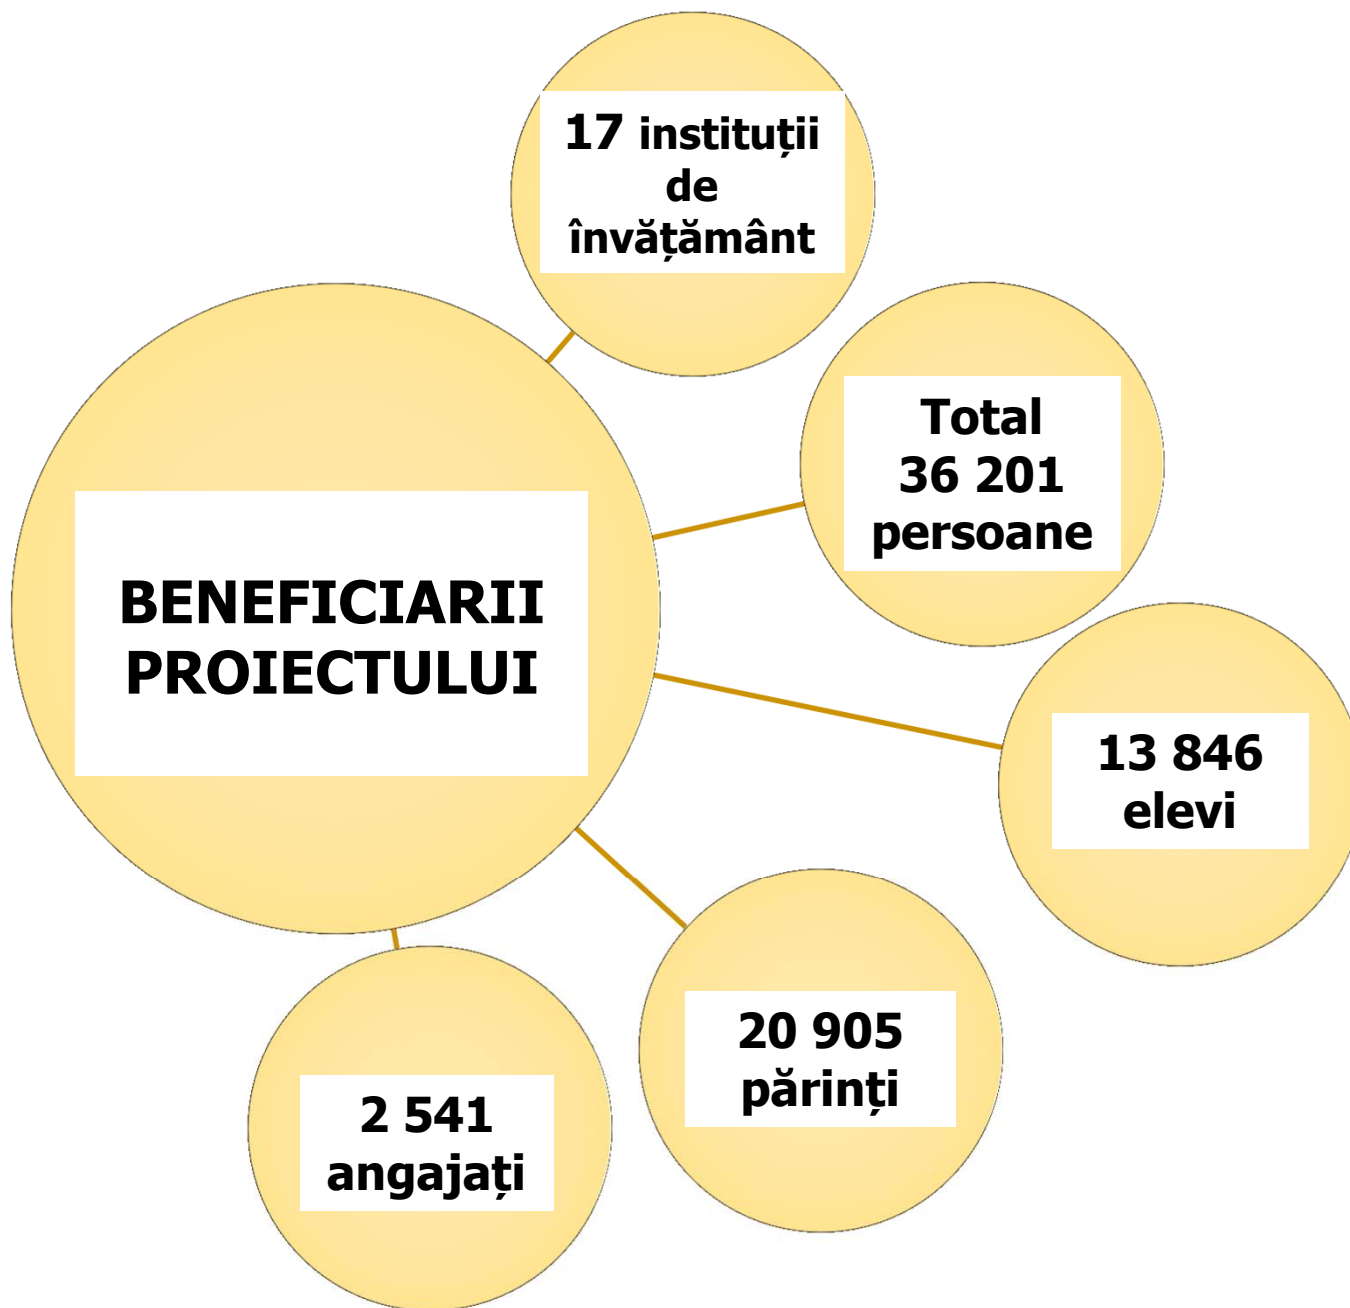 17 instituții
de
învățământ
Total
36 201
persoane
BENEFICIARII
PROIECTULUI
13 846
elevi
20 905
părinți
2 541
angajați